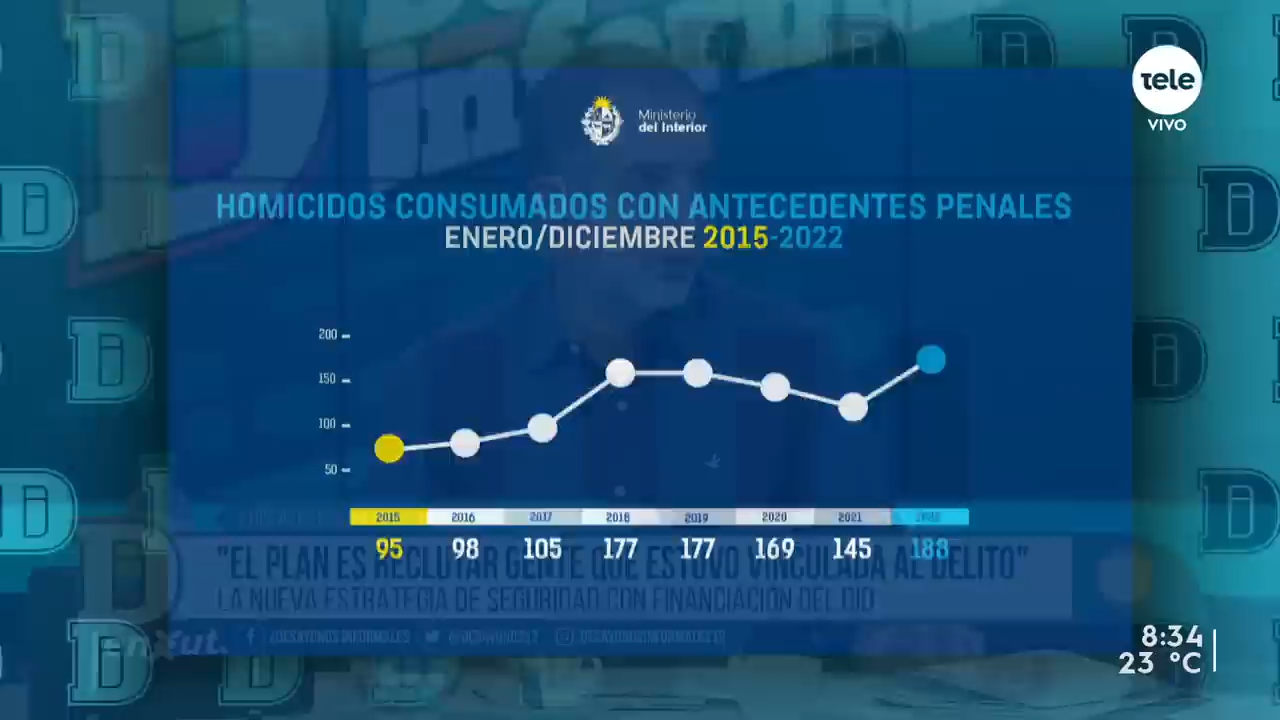 tele
VIVO
Ministerio
del Interior
HOMICIDOS CONSUMADOS CON ANTECEDENTES PENALES
ENERO/DICIEMBRE 2015-2022
200
150
100
50
2015 2016 2017 2018 2019 2020 2021
95 98 105 177 177 169 145 188
"EL PLAN ES RECLUTAR GENTE QUE ESTUVO VINCULADA AL DELITO"
LA NUEVA ESTRATEGIA DE SEGURIDAD CON FINANCIACIÓN DEL BID
8:34
23 °C